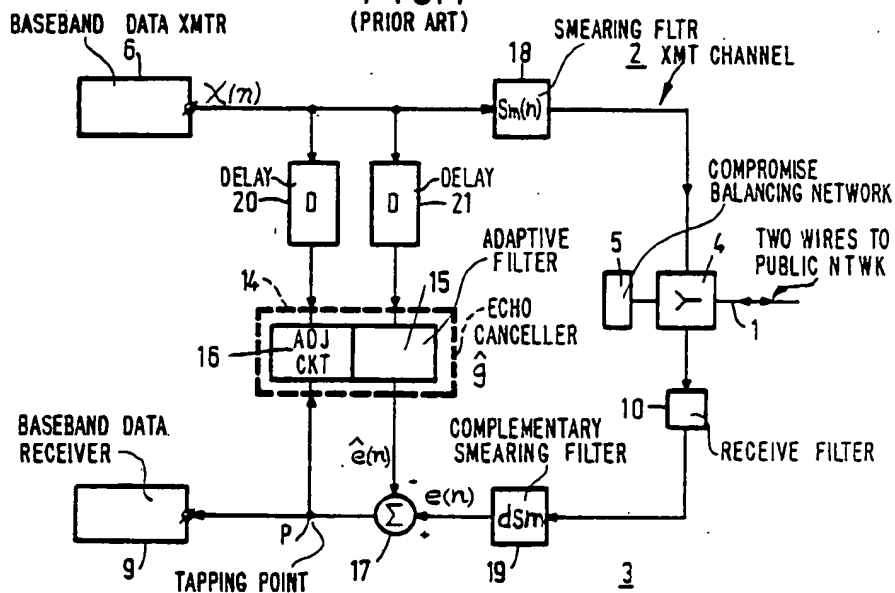 (PRIOR ART)
BASEBAND DATA XMTR
6
X(n)
SMEARING FLTR
18
2 XMT CHANNEL
Sm(n)
DELAY
20
D
D
DELAY
21
COMPROMISE
BALANCING NETWORK
5
4
TWO WIRES TO
PUBLIC NTWK
1
ADAPTIVE
FILTER
14
15
ECHO
CANCELLER
ĝ
16
ADJ
CKT
10
RECEIVE FILTER
BASEBAND DATA
RECEIVER
ê(n)
COMPLEMENTARY
SMEARING FILTER
-
e(n)
Σ
+
dsm
P
9
TAPPING POINT
17
19
3